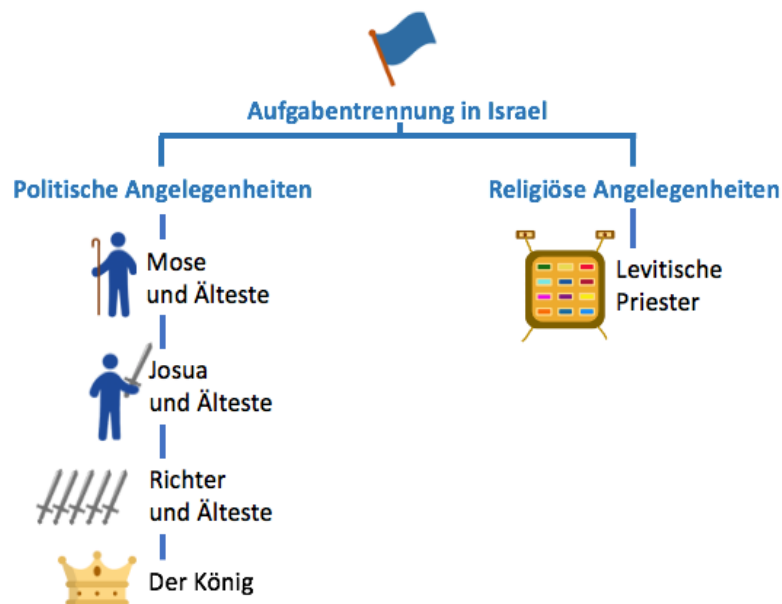 Aufgabentrennung in Israel
Politische Angelegenheiten
Mose
und Älteste
Josua
und Älteste
Richter
und Älteste
Der König
Religiöse Angelegenheiten
Levitische
Priester